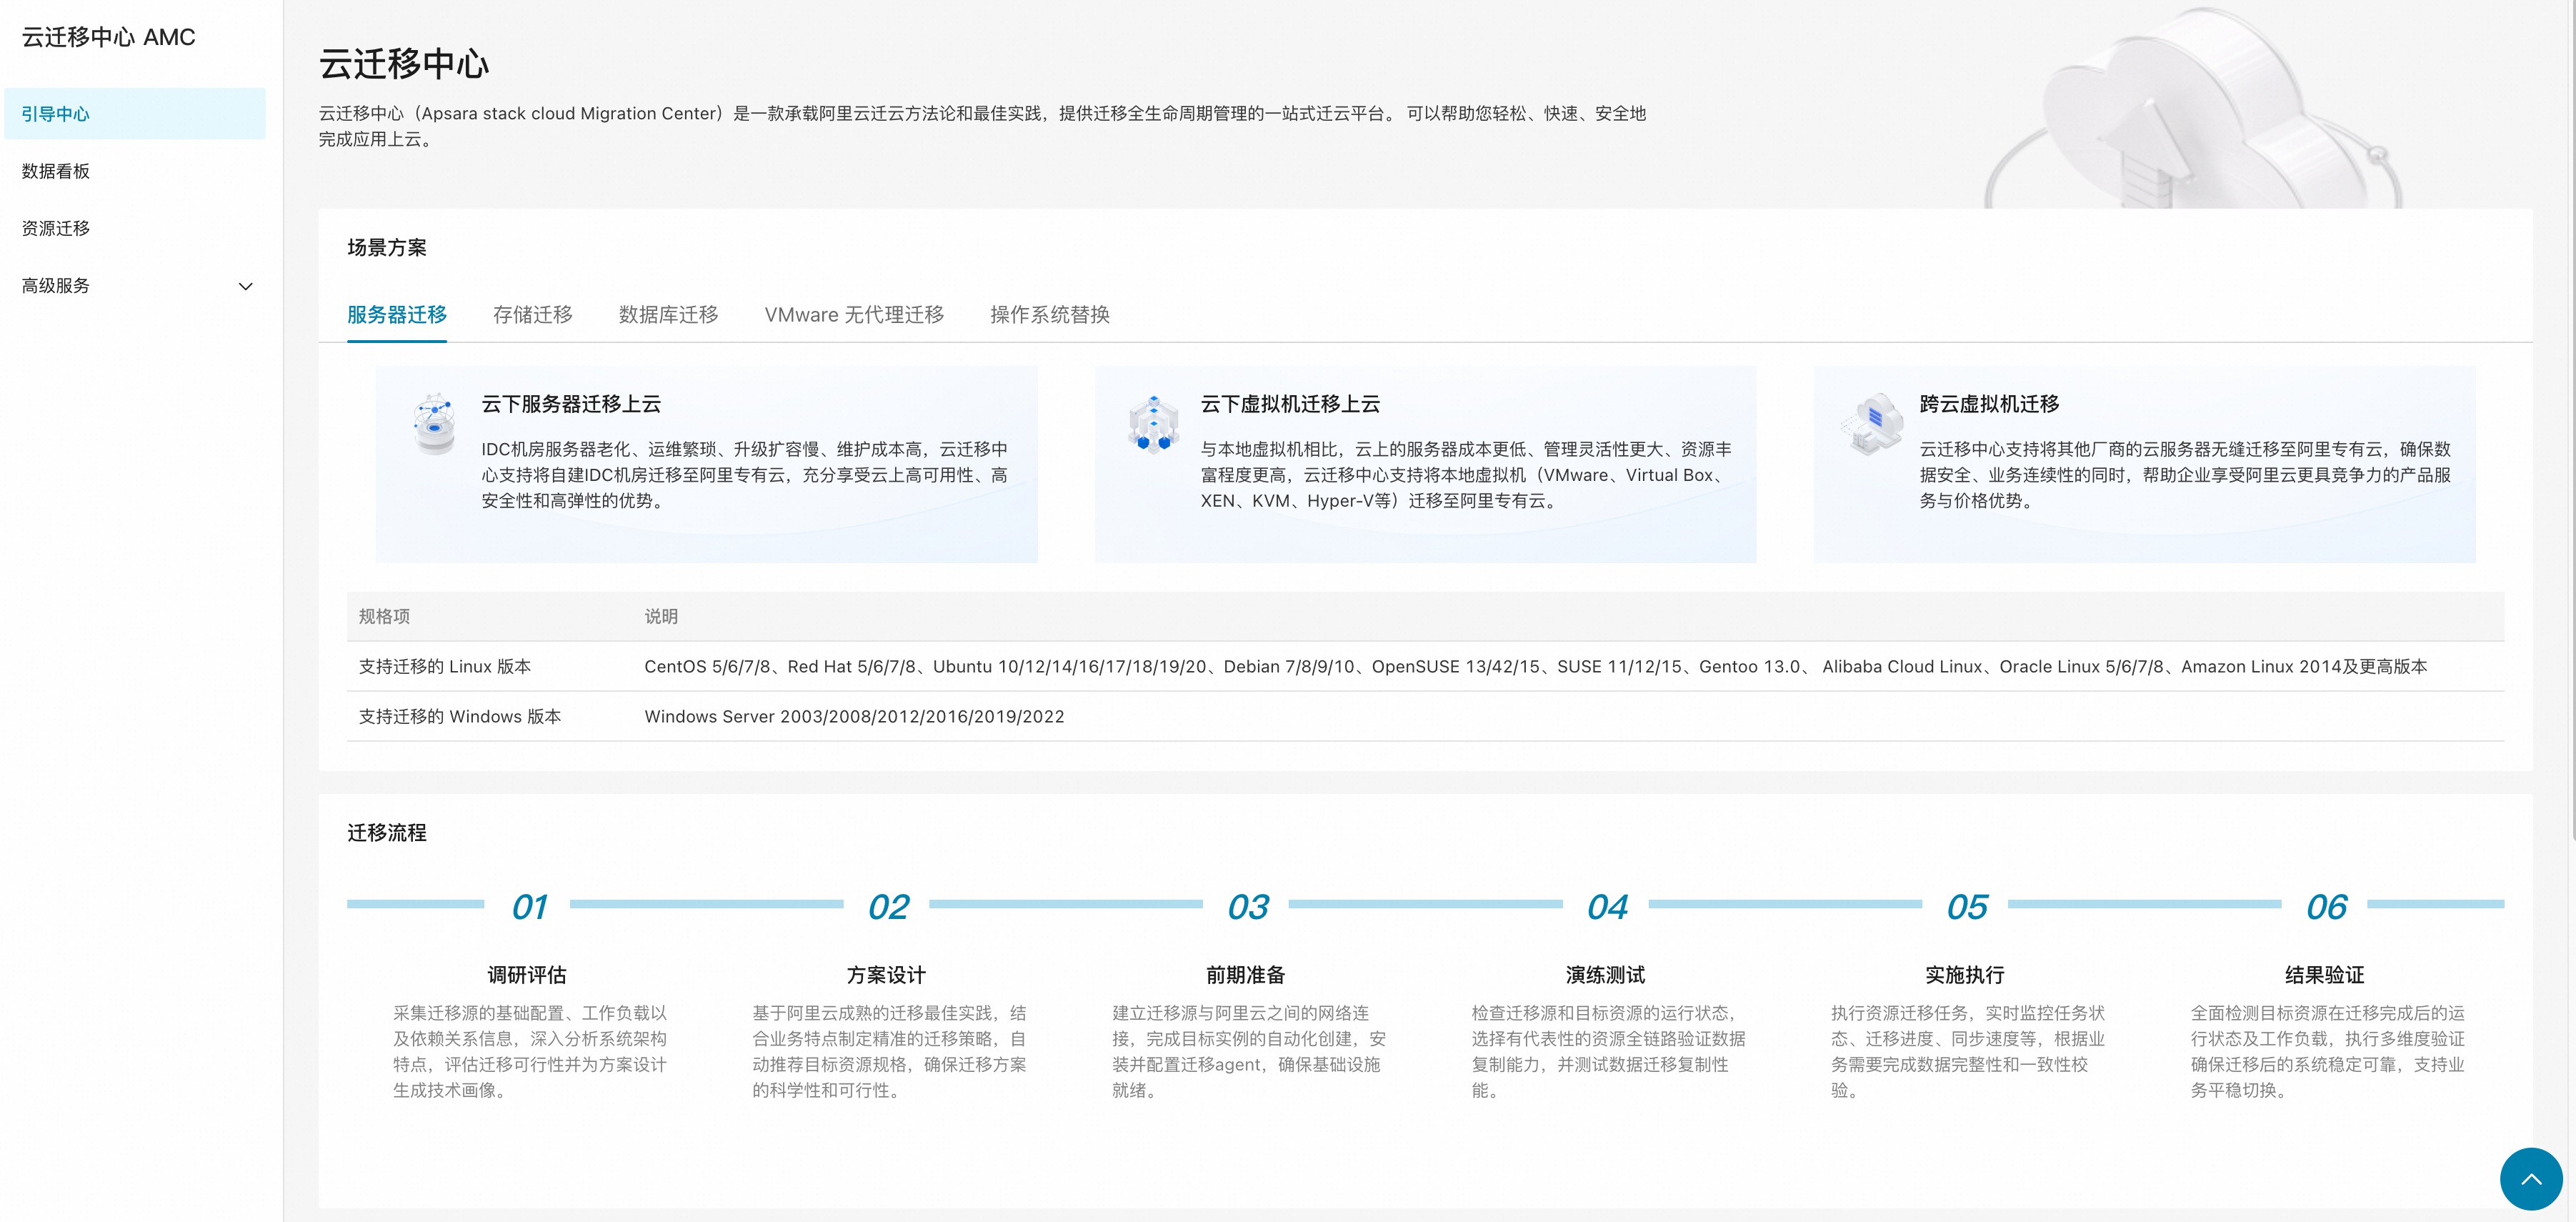 云迁移中心 AMC
引导中心
数据看板
资源迁移
高级服务
云迁移中心
云迁移中心（Apsara stack cloud Migration Center）是一款承载阿里云迁云方法论和最佳实践，提供迁移全生命周期管理的一站式迁云平台。 可以帮助您轻松、快速、安全地
完成应用上云。
场景方案
服务器迁移 存储迁移 数据库迁移 VMware 无代理迁移 操作系统替换
云下服务器迁移上云
IDC机房服务器老化、运维繁琐、升级扩容慢、维护成本高，云迁移中
心支持将自建IDC机房迁移至阿里专有云，充分享受云上高可用性、高
安全性和高弹性的优势。
云下虚拟机迁移上云
与本地虚拟机相比，云上的服务器成本更低、管理灵活性更大、资源丰
富程度更高，云迁移中心支持将本地虚拟机（VMware、Virtual Box、
XEN、KVM、Hyper-V等）迁移至阿里专有云。
跨云虚拟机迁移
云迁移中心支持将其他厂商的云服务器无缝迁移至阿里专有云，确保数
据安全、业务连续性的同时，帮助企业享受阿里云更具竞争力的产品服
务与价格优势。
规格项 说明
支持迁移的 Linux 版本 CentOS 5/6/7/8、Red Hat 5/6/7/8、Ubuntu 10/12/14/16/17/18/19/20、Debian 7/8/9/10、OpenSUSE 13/42/15、SUSE 11/12/15、Gentoo 13.0、 Alibaba Cloud Linux、Oracle Linux 5/6/7/8、Amazon Linux 2014及更高版本
支持迁移的 Windows 版本 Windows Server 2003/2008/2012/2016/2019/2022
迁移流程
01
调研评估
采集迁移源的基础配置、工作负载以
及依赖关系信息，深入分析系统架构
特点，评估迁移可行性并为方案设计
生成技术画像。
02
方案设计
基于阿里云成熟的迁移最佳实践，结
合业务特点制定精准的迁移策略，自
动推荐目标资源规格，确保迁移方案
的科学性和可行性。
03
前期准备
建立迁移源与阿里云之间的网络连
接，完成目标实例的自动化创建，安
装并配置迁移agent，确保基础设施
就绪。
04
演练测试
检查迁移源和目标资源的运行状态，
选择有代表性的资源全链路验证数据
复制能力，并测试数据迁移复制性
能。
05
实施执行
执行资源迁移任务，实时监控任务状
态、迁移进度、同步速度等，根据业
务需要完成数据完整性和一致性校
验。
06
结果验证
全面检测目标资源在迁移完成后的运
行状态及工作负载，执行多维度验证
确保迁移后的系统稳定可靠，支持业
务平稳切换。